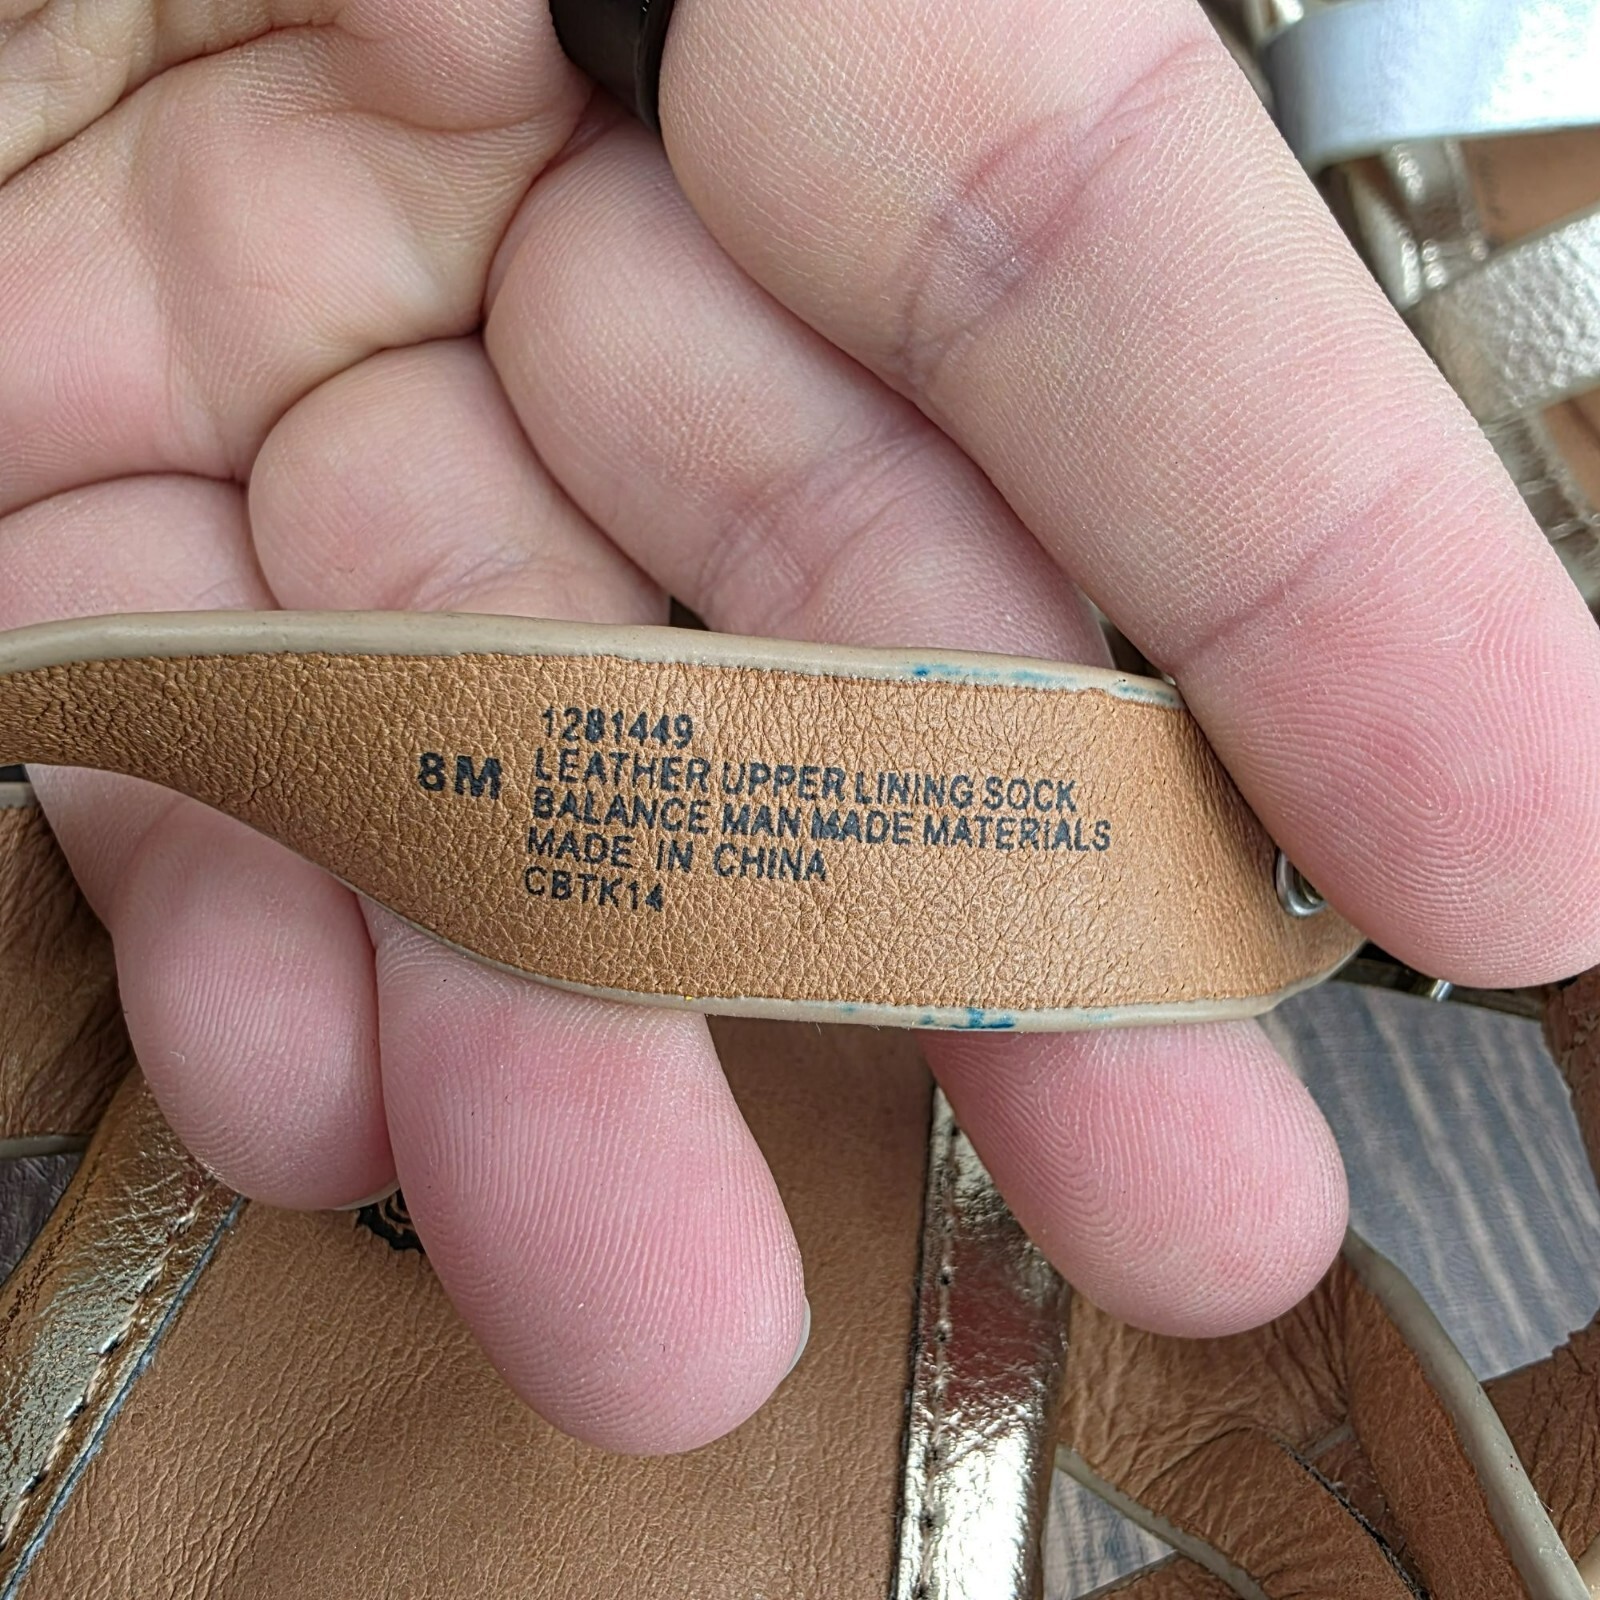 1281449
8M LEATHER UPPER LINING SOCK
BALANCE MAN MADE MATERIALS
MADE IN CHINA
CBTK14